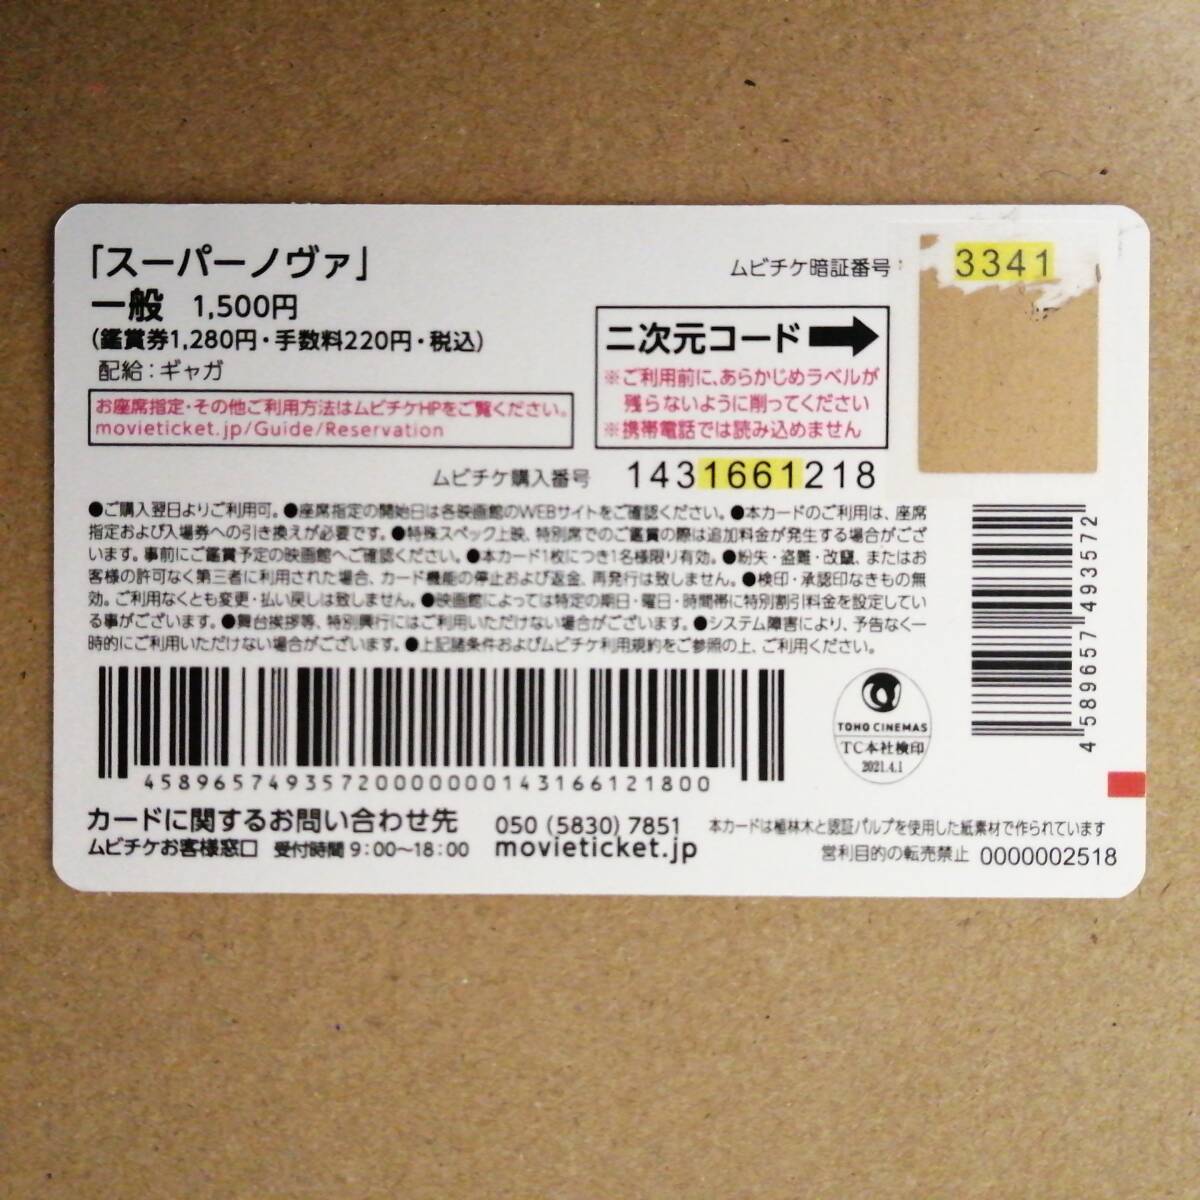 「スーパーノヴァ」
一般 1,500円
(鑑賞券1,280円・手数料220円・税込)
配給：ギャガ
お座席指定・その他ご利用方法はムビチケHPをご覧ください。
movieticket.jp/Guide/Reservation
ムビチケ暗証番号
3341
二次元コード
※ご利用前に、あらかじめラベルが
残らないように削ってください
※携帯電話では読み込めません
ムビチケ購入番号 1431661218
●ご購入翌日よりご利用可。●座席指定の開始日は各映画館のWEBサイトをご確認ください。●本カードのご利用は、座席
指定および入場券への引き換えが必要です。●特殊スペック上映、特別席でのご鑑賞の際は追加料金が発生する場合がござ
います。事前にご鑑賞予定の映画館へご確認ください。●本カード1枚につき1名様限り有効。●紛失・盗難・改竄、またはお
客様の許可なく第三者に利用された場合、カード機能の停止および返金、再発行は致しません。●検印・承認印なきもの無
効。ご利用なくとも変更・払い戻しは致しません。●映画館によっては特定の期日・曜日・時間帯に特別割引料金を設定してい
る事がございます。●舞台挨拶等、特別興行にはご利用いただけない場合がございます。●システム障害により、予告なく一
時的にご利用いただけない場合がございます。●上記諸条件およびムビチケ利用規約をご参照の上、ご利用ください。
4589657493572
458965749357200000000143166121800
TOHO CINEMAS
TC本社検印
2021.4.1
カードに関するお問い合わせ先 050 (5830) 7851
ムビチケお客様窓口 受付時間 9:00〜18:00 movieticket.jp
本カードは植林木と認証パルプを使用した紙素材で作られています
営利目的の転売禁止 0000002518